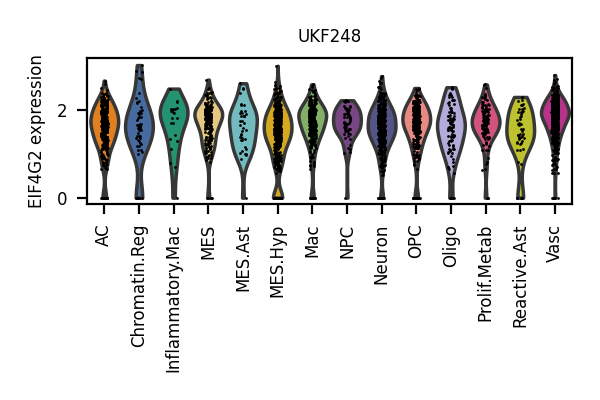 UKF248
EIF4G2 expression
2
0
AC
Chromatin.Reg
Inflammatory.Mac
MES
MES.Ast
MES.Hyp
Mac
NPC
Neuron
OPC
Oligo
Prolif.Metab
Reactive.Ast
Vasc